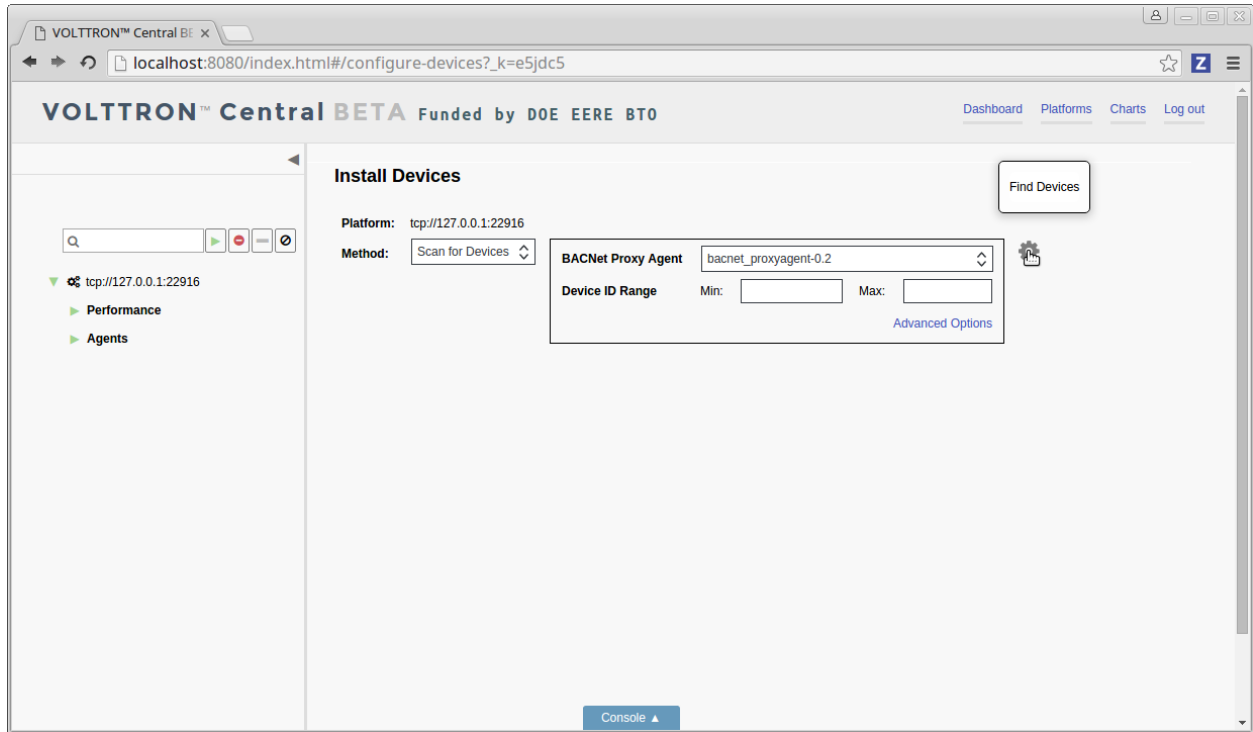 VOLTTRON™ Central BE
localhost:8080/index.html#/configure-devices?_k=e5jdc5
Z
VOLTTRON™ Central BETA Funded by DOE EERE BTO
Dashboard Platforms Charts Log out
Install Devices
Find Devices
Platform: tcp://127.0.0.1:22916
Method: Scan for Devices
BACNet Proxy Agent bacnet_proxyagent-0.2
Device ID Range Min: Max:
Advanced Options
tcp://127.0.0.1:22916
Performance
Agents
Console ▲